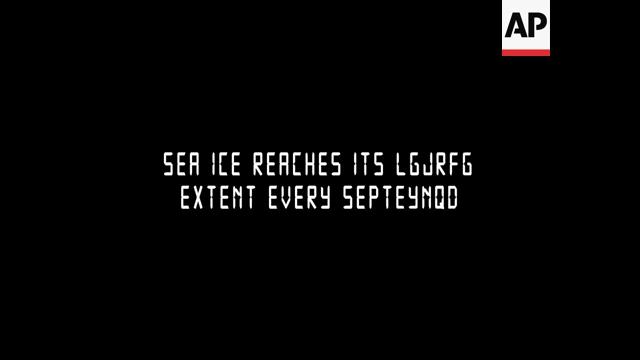 AP
SEA ICE REACHES ITS LGJRFG
EXTENT EVERY SEPTEYNQD